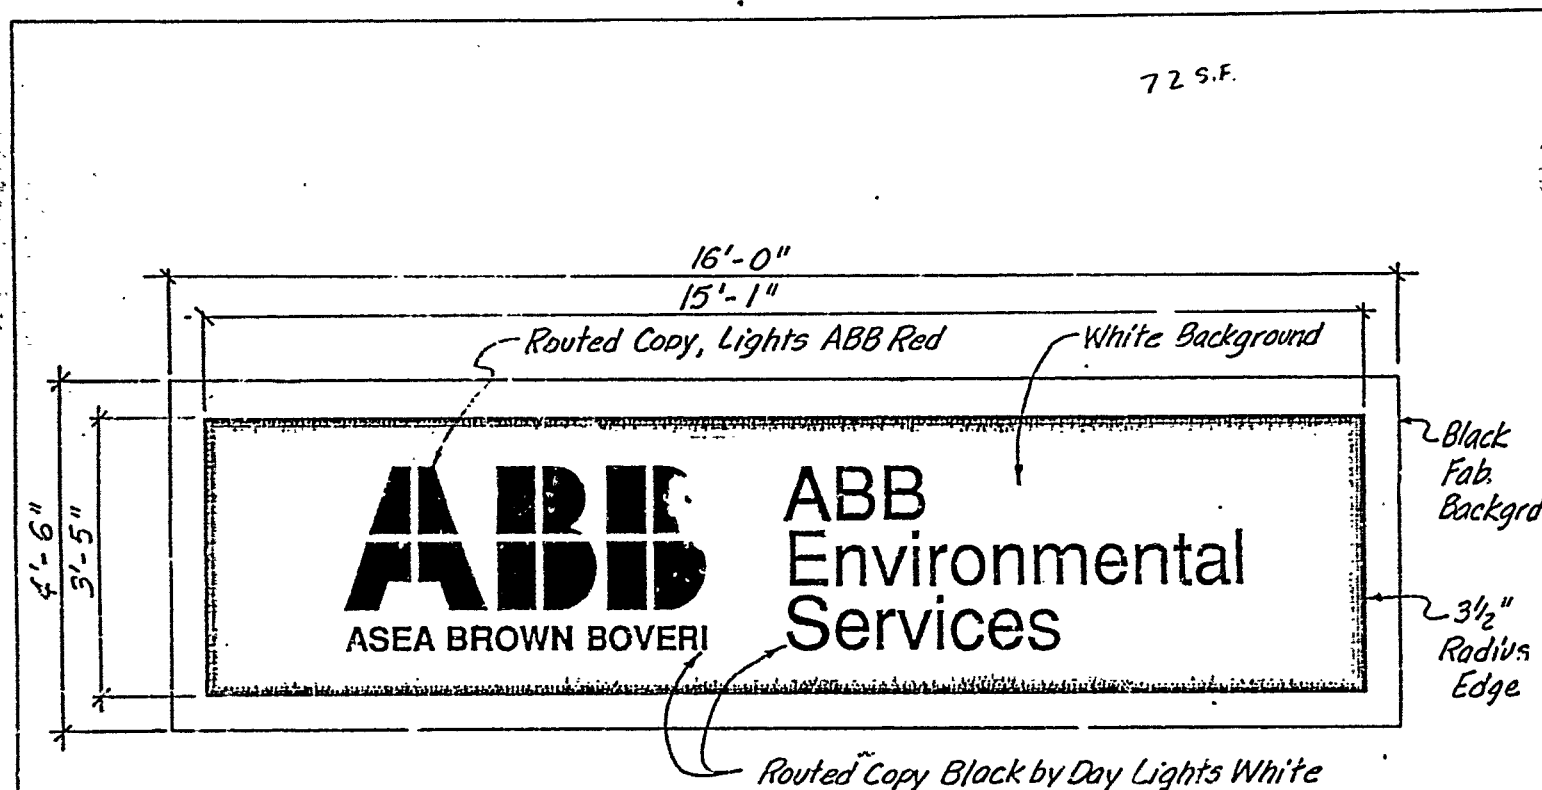 72 S.F.
16'-0"
15'-1"
Routed Copy, Lights ABB Red
White Background
4'-6"
3'-5"
ABB
ASEA BROWN BOVERI
ABB
Environmental
Services
Black
Fab.
Backgrd
3½"
Radius
Edge
Routed Copy Black by Day Lights White